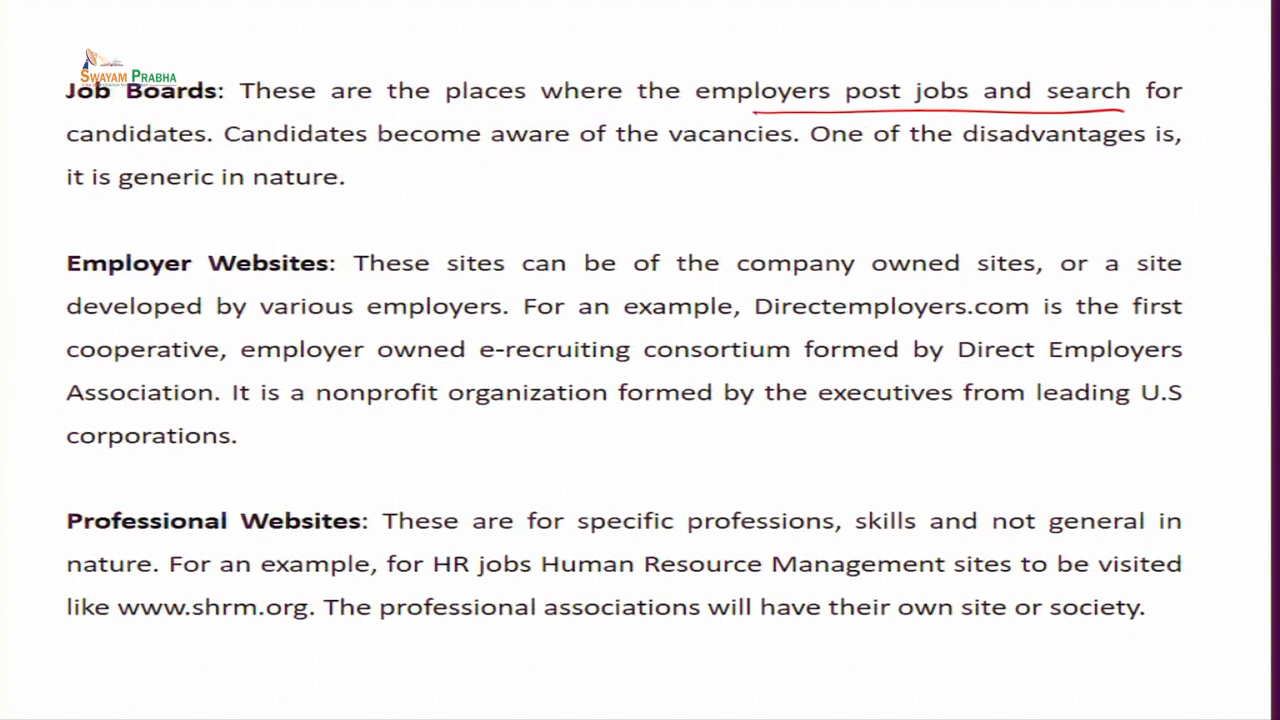 SWAYAM PRABHA
Job Boards: These are the places where the employers post jobs and search for
candidates. Candidates become aware of the vacancies. One of the disadvantages is,
it is generic in nature.
Employer Websites: These sites can be of the company owned sites, or a site
developed by various employers. For an example, Directemployers.com is the first
cooperative, employer owned e-recruiting consortium formed by Direct Employers
Association. It is a nonprofit organization formed by the executives from leading U.S
corporations.
Professional Websites: These are for specific professions, skills and not general in
nature. For an example, for HR jobs Human Resource Management sites to be visited
like www.shrm.org. The professional associations will have their own site or society.